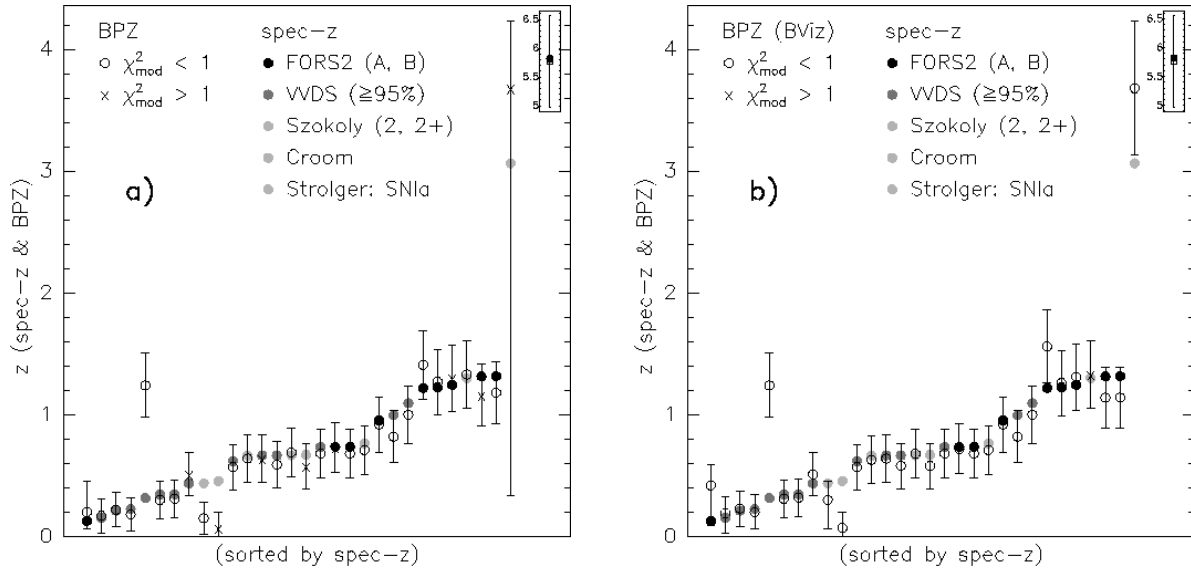 BPZ
spec−z
χ²mod < 1
FORS2 (A, B)
χ²mod > 1
VVDS (≧95%)
Szokoly (2, 2+)
Croom
Strolger: SNIa
a)
6.5
6
5.5
5
4
3
2
1
0
z (spec−z & BPZ)
(sorted by spec−z)
BPZ (BViz)
spec−z
χ²mod < 1
FORS2 (A, B)
χ²mod > 1
VVDS (≧95%)
Szokoly (2, 2+)
Croom
Strolger: SNIa
b)
6.5
6
5.5
5
4
3
2
1
0
z (spec−z & BPZ)
(sorted by spec−z)